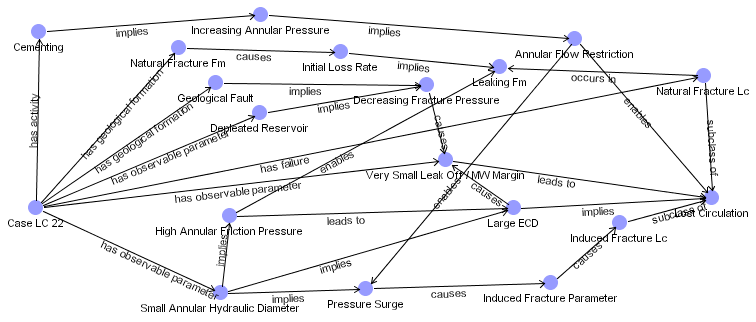 implies
Increasing Annular Pressure
Cementing
implies
Annular Flow Restriction
Natural Fracture Fm
causes
Initial Loss Rate
implies
Leaking Fm
occurs in
Natural Fracture Lc
has geological formation
Geological Fault
implies
Decreasing Fracture Pressure
has geological formation
implies
Depleated Reservoir
has observable parameter
has activity
enables
causes
enables
subclass of
has failure
Very Small Leak Off / MW Margin
leads to
has observable parameter
enables
causes
Case LC 22
High Annular Friction Pressure
leads to
Large ECD
implies
Lost Circulation
subclass of
Induced Fracture Lc
implies
implies
causes
has observable parameter
Small Annular Hydraulic Diameter
implies
Pressure Surge
causes
Induced Fracture Parameter